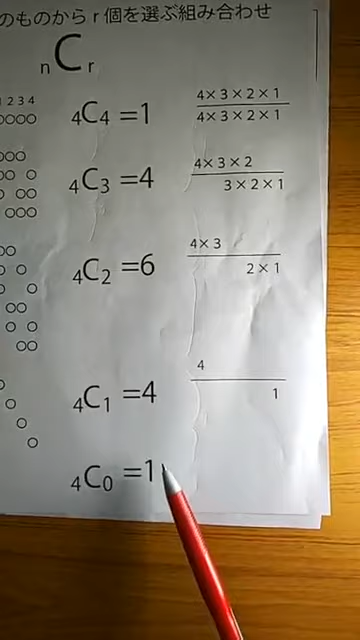 のものから r 個を選ぶ組み合わせ
nCr
1 2 3 4
4C4 =1
4×3×2×1
4×3×2×1
4C3 =4
4×3×2
3×2×1
4C2 =6
4×3
2×1
4C1 =4
4
1
4C0 =1